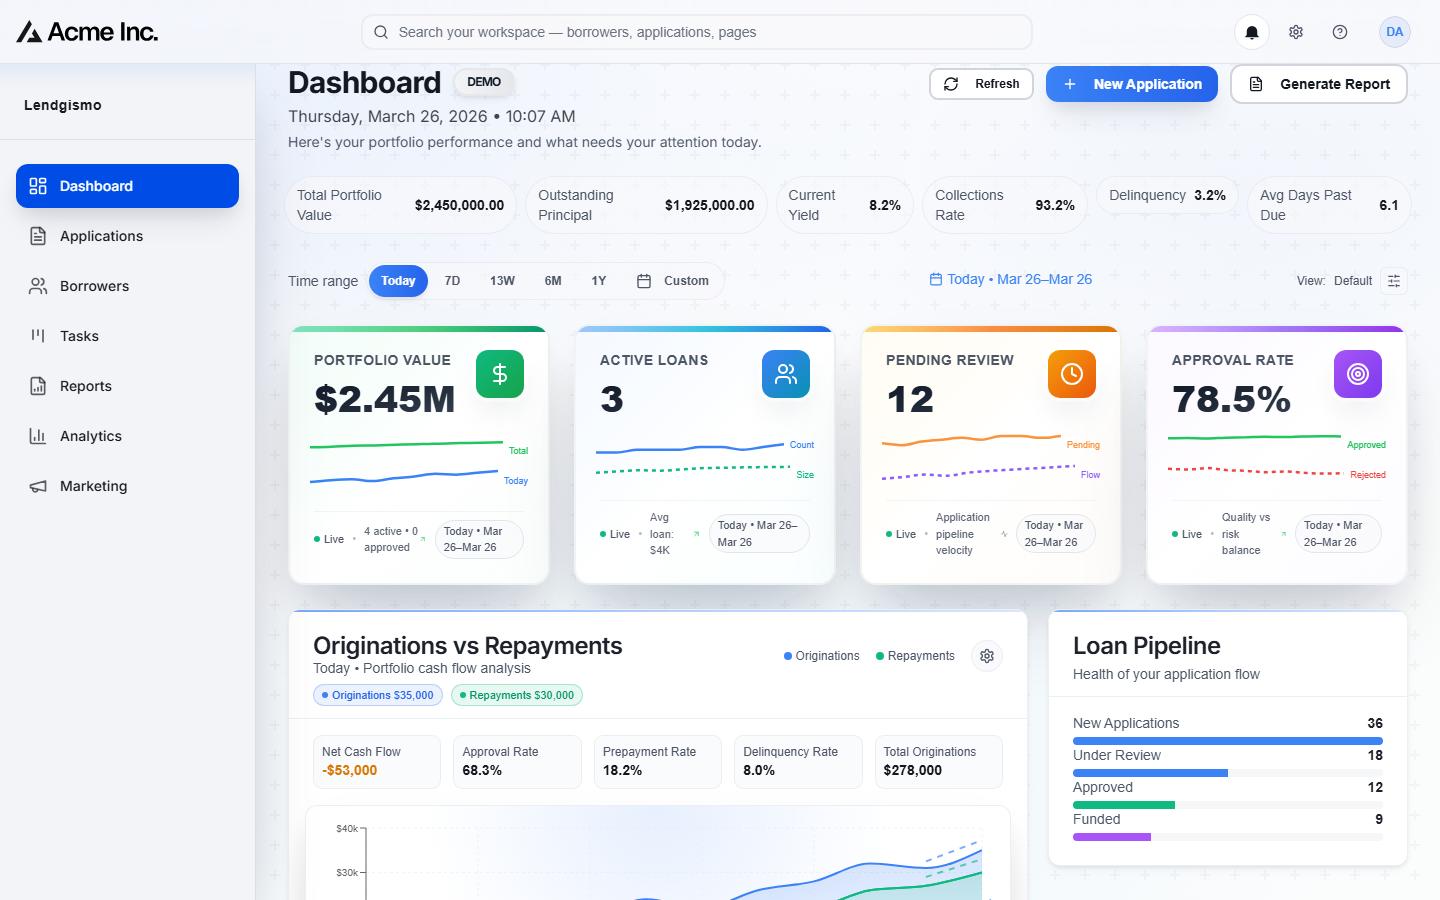 Acme Inc.
Search your workspace — borrowers, applications, pages
DA
Lendgismo
Dashboard
Applications
Borrowers
Tasks
Reports
Analytics
Marketing
Dashboard
DEMO
Refresh
New Application
Generate Report
Thursday, March 26, 2026 • 10:07 AM
Here's your portfolio performance and what needs your attention today.
Total Portfolio
Value
$2,450,000.00
Outstanding
Principal
$1,925,000.00
Current
Yield
8.2%
Collections
Rate
93.2%
Delinquency
3.2%
Avg Days Past
Due
6.1
Time range
Today
7D
13W
6M
1Y
Custom
Today • Mar 26–Mar 26
View: Default
PORTFOLIO VALUE
$2.45M
Total
Today
Live
•
4 active • 0
approved
Today • Mar
26–Mar 26
ACTIVE LOANS
3
Count
Size
Live
•
Avg
loan:
$4K
Today • Mar 26–
Mar 26
PENDING REVIEW
12
Pending
Flow
Live
•
Application
pipeline
velocity
Today • Mar
26–Mar 26
APPROVAL RATE
78.5%
Approved
Rejected
Live
•
Quality vs
risk
balance
Today • Mar
26–Mar 26
Originations vs Repayments
Today • Portfolio cash flow analysis
Originations $35,000
Repayments $30,000
Originations
Repayments
Net Cash Flow
-$53,000
Approval Rate
68.3%
Prepayment Rate
18.2%
Delinquency Rate
8.0%
Total Originations
$278,000
$40k
$30k
Loan Pipeline
Health of your application flow
New Applications
36
Under Review
18
Approved
12
Funded
9